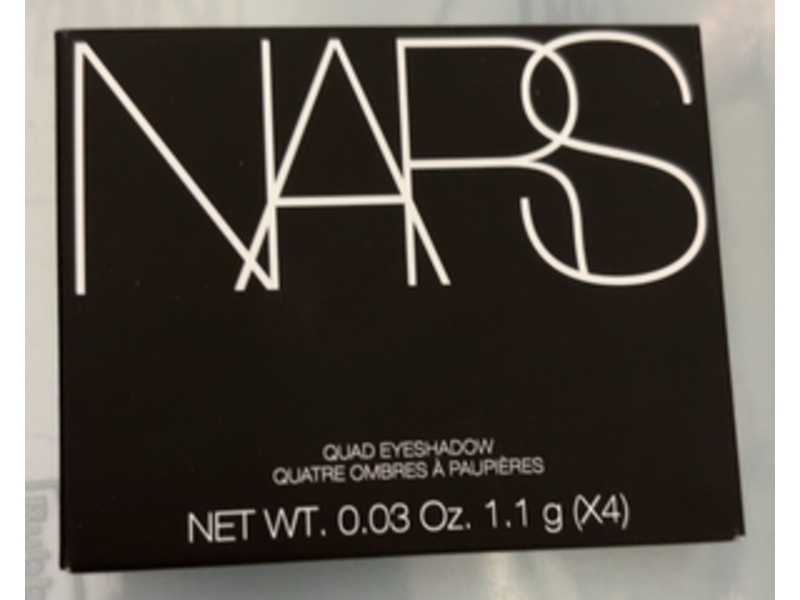 NARS
QUAD EYESHADOW
QUATRE OMBRES À PAUPIÈRES
NET WT. 0.03 Oz. 1.1 g (X4)